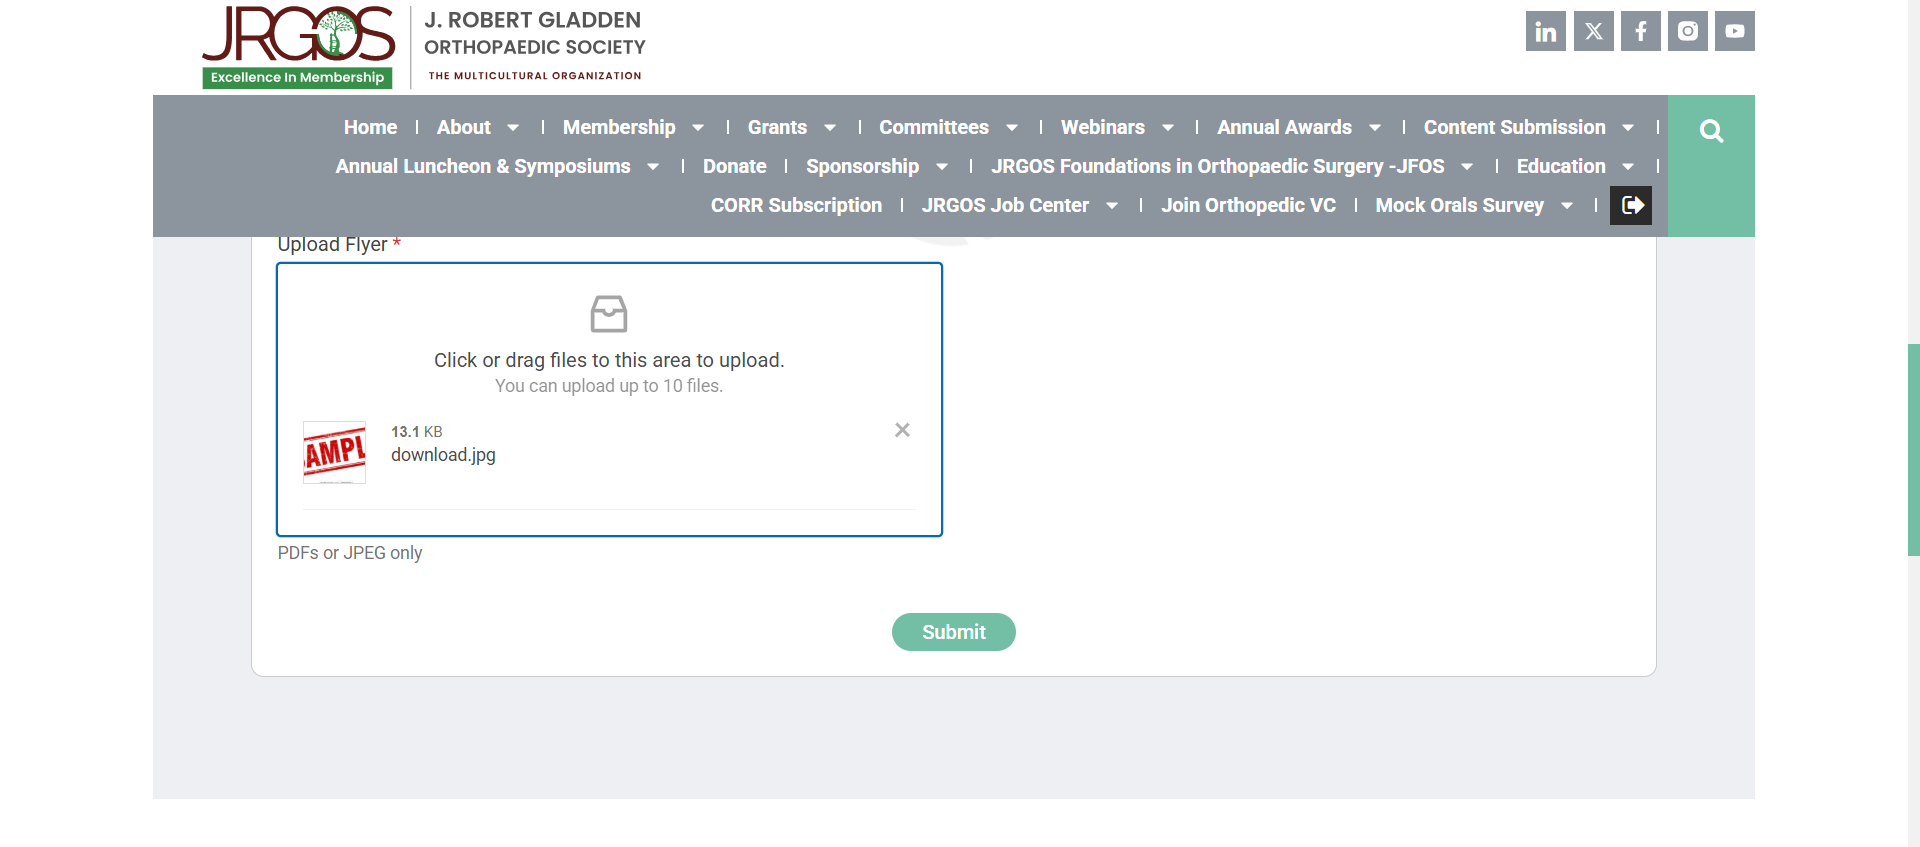 JRGOS
Excellence In Membership
J. ROBERT GLADDEN
ORTHOPAEDIC SOCIETY
THE MULTICULTURAL ORGANIZATION
Home | About | Membership | Grants | Committees | Webinars | Annual Awards | Content Submission |
Annual Luncheon & Symposiums | Donate | Sponsorship | JRGOS Foundations in Orthopaedic Surgery -JFOS | Education |
CORR Subscription | JRGOS Job Center | Join Orthopedic VC | Mock Orals Survey |
Upload Flyer *
Click or drag files to this area to upload.
You can upload up to 10 files.
AMPL
13.1 KB
download.jpg
PDFs or JPEG only
Submit